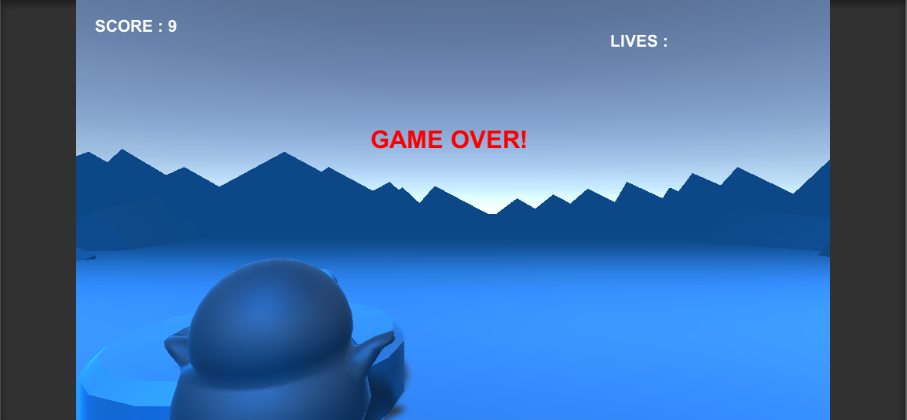 SCORE : 9
LIVES :
GAME OVER!